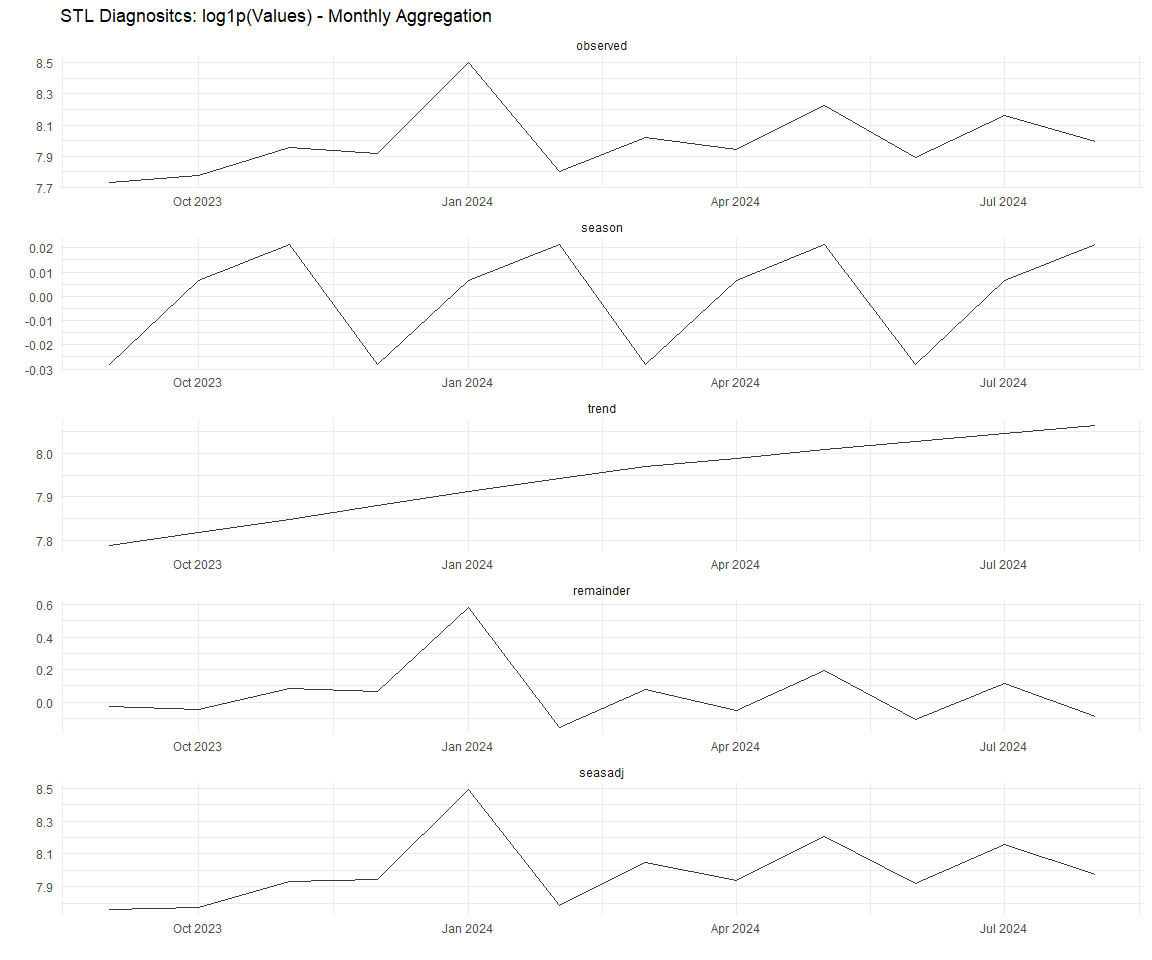 STL Diagnositcs: log1p(Values) - Monthly Aggregation
observed
8.5
8.3
8.1
7.9
7.7
Oct 2023 Jan 2024 Apr 2024 Jul 2024
season
0.02
0.01
0.00
-0.01
-0.02
-0.03
Oct 2023 Jan 2024 Apr 2024 Jul 2024
trend
8.0
7.9
7.8
Oct 2023 Jan 2024 Apr 2024 Jul 2024
remainder
0.6
0.4
0.2
0.0
Oct 2023 Jan 2024 Apr 2024 Jul 2024
seasadj
8.5
8.3
8.1
7.9
Oct 2023 Jan 2024 Apr 2024 Jul 2024